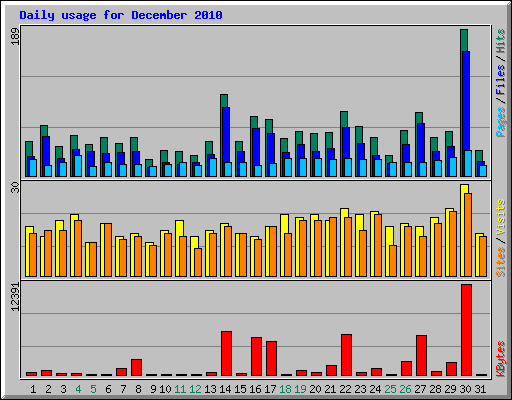 Daily usage for December 2010
189
Pages / Files / Hits
30
Sites / Visits
12391
KBytes
1 2 3 4 5 6 7 8 9 10 11 12 13 14 15 16 17 18 19 20 21 22 23 24 25 26 27 28 29 30 31